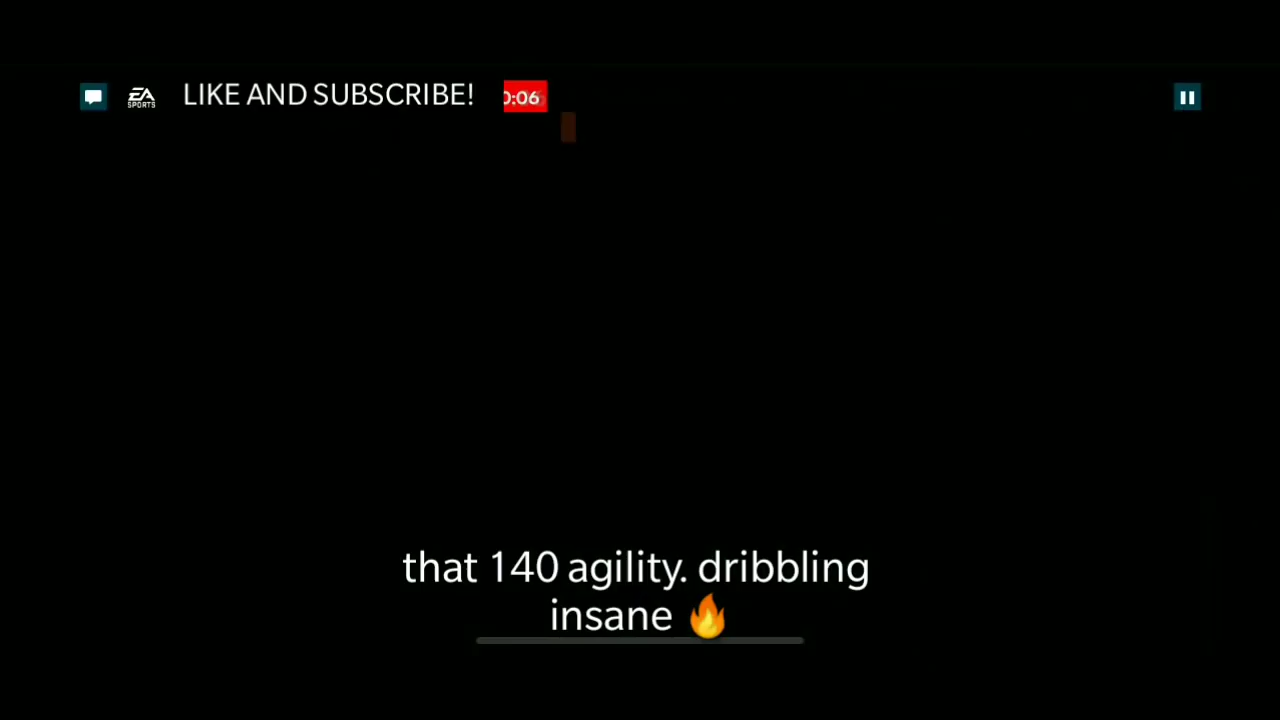 EA
SPORTS
LIKE AND SUBSCRIBE!
0:06
that 140 agility. dribbling
insane 🔥